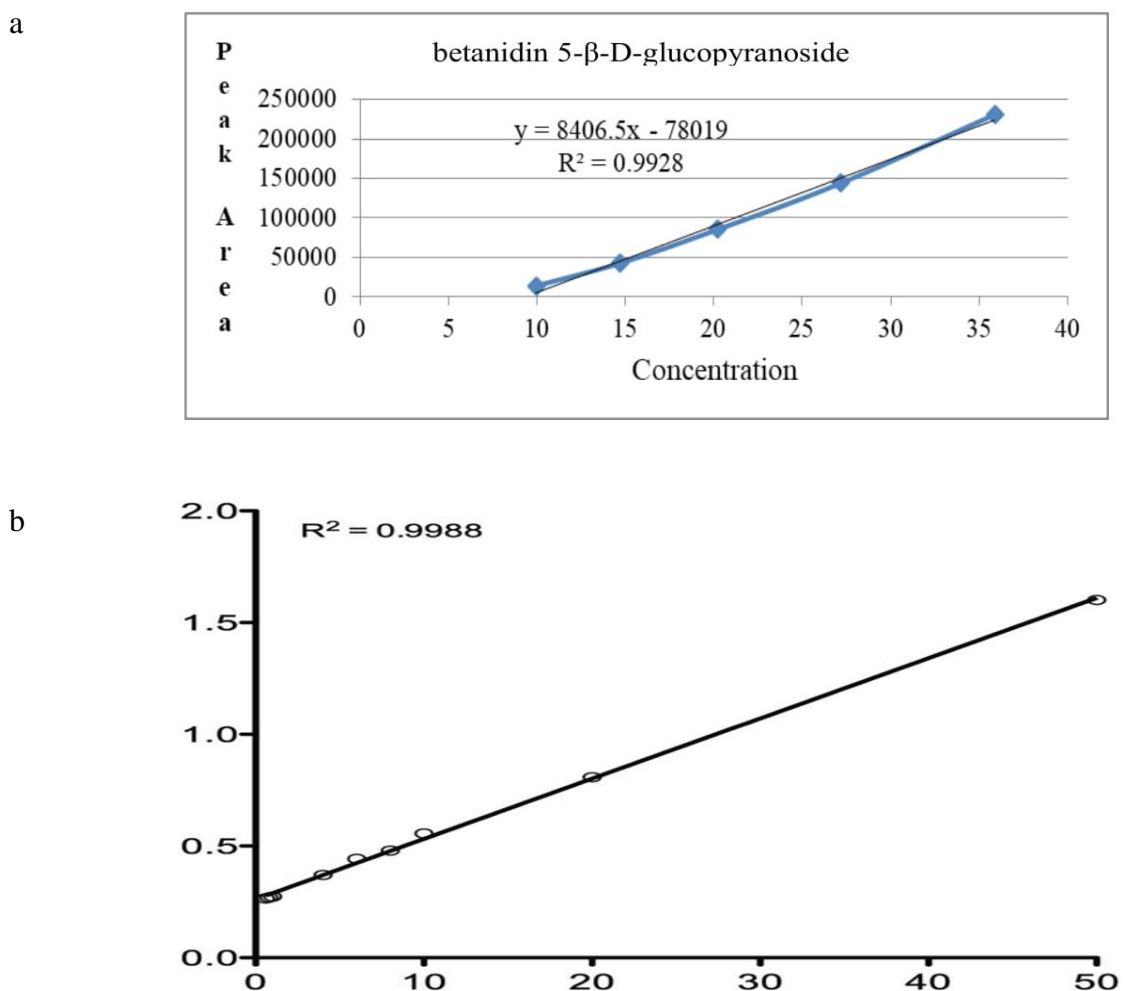 a
Peak Area
betanidin 5-β-D-glucopyranoside
250000
200000
150000
100000
50000
0
y = 8406.5x - 78019
R² = 0.9928
0 5 10 15 20 25 30 35 40
Concentration
b
R² = 0.9988
2.0
1.5
1.0
0.5
0.0
0 10 20 30 40 50